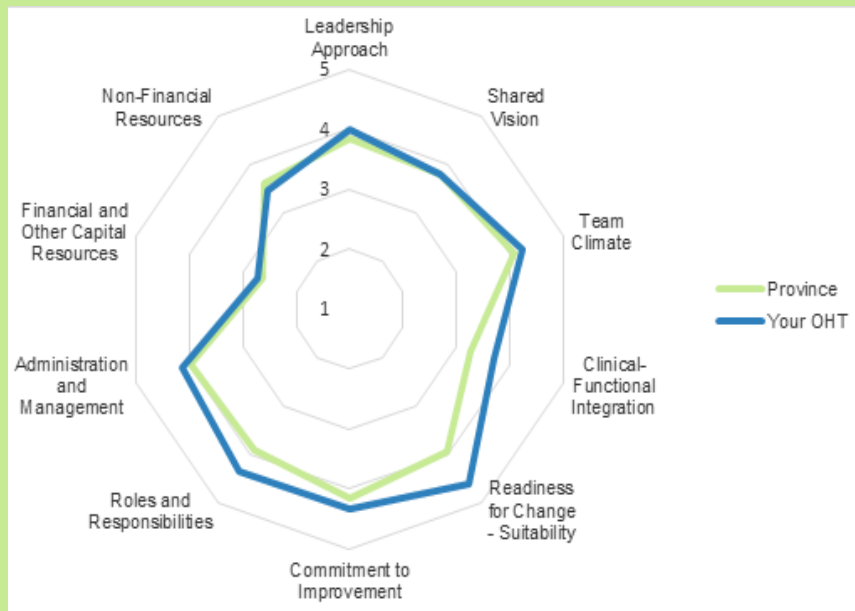 Leadership
Approach
5
Non-Financial
Resources
Shared
Vision
4
3
Financial and
Other Capital
Resources
Team
Climate
2
Province
1
Your OHT
Administration
and
Management
Clinical-
Functional
Integration
Roles and
Responsibilities
Readiness
for Change
- Suitability
Commitment to
Improvement